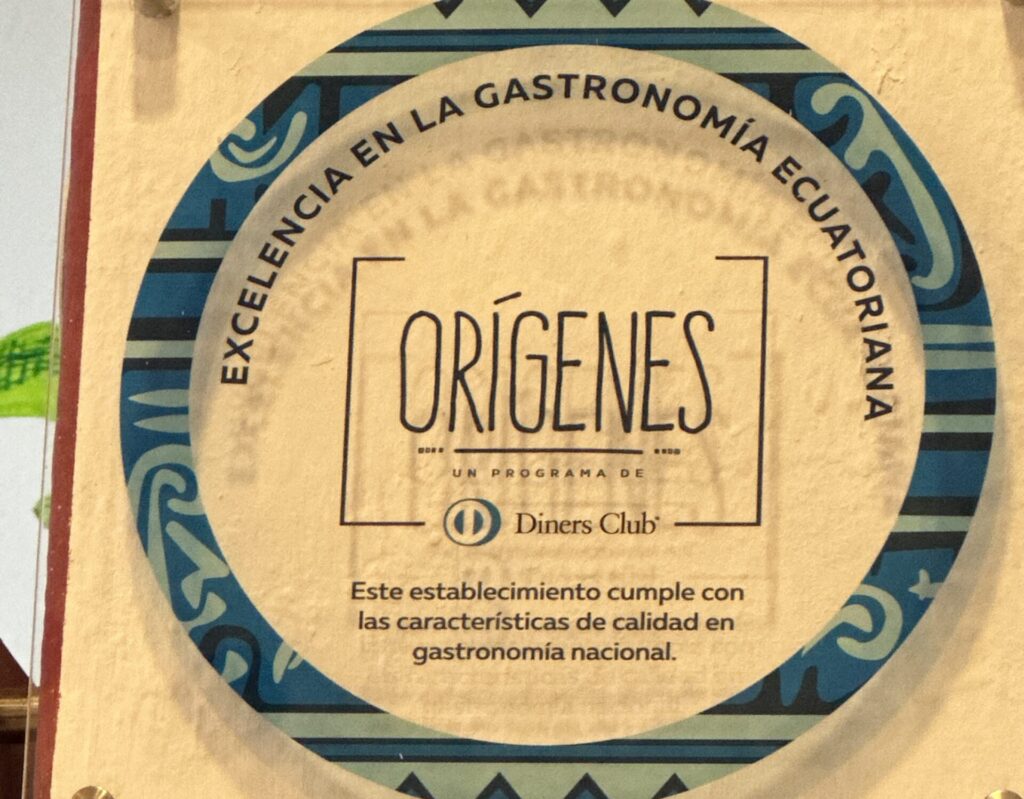 EXCELENCIA EN LA GASTRONOMÍA ECUATORIANA
ORÍGENES
UN PROGRAMA DE
Diners Club
Este establecimiento cumple con
las características de calidad en
gastronomía nacional.